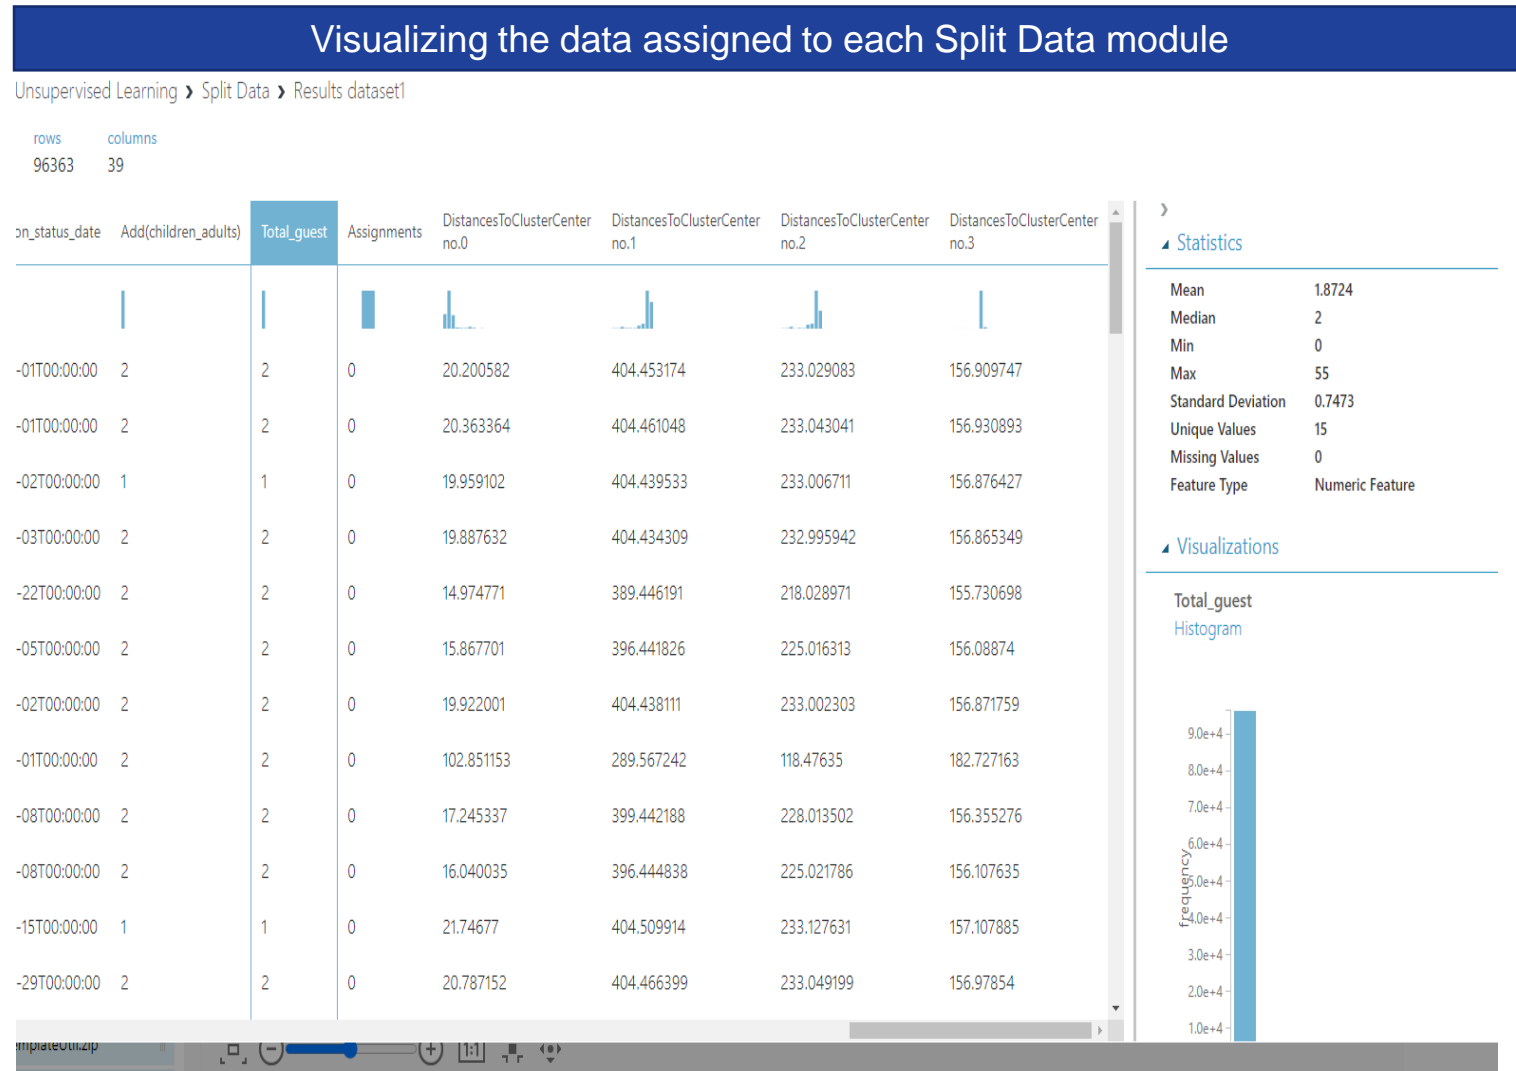 Visualizing the data assigned to each Split Data module
Unsupervised Learning › Split Data › Results dataset1
rows columns
96363 39
on_status_date Add(children_adults) Total_guest Assignments DistancesToClusterCenter no.0 DistancesToClusterCenter no.1 DistancesToClusterCenter no.2 DistancesToClusterCenter no.3
-01T00:00:00 2 2 0 20.200582 404.453174 233.029083 156.909747
-01T00:00:00 2 2 0 20.363364 404.461048 233.043041 156.930893
-02T00:00:00 1 1 0 19.959102 404.439533 233.006711 156.876427
-03T00:00:00 2 2 0 19.887632 404.434309 232.995942 156.865349
-22T00:00:00 2 2 0 14.974771 389.446191 218.028971 155.730698
-05T00:00:00 2 2 0 15.867701 396.441826 225.016313 156.08874
-02T00:00:00 2 2 0 19.922001 404.438111 233.002303 156.871759
-01T00:00:00 2 2 0 102.851153 289.567242 118.47635 182.727163
-08T00:00:00 2 2 0 17.245337 399.442188 228.013502 156.355276
-08T00:00:00 2 2 0 16.040035 396.444838 225.021786 156.107635
-15T00:00:00 1 1 0 21.74677 404.509914 233.127631 157.107885
-29T00:00:00 2 2 0 20.787152 404.466399 233.049199 156.97854
Statistics
Mean 1.8724
Median 2
Min 0
Max 55
Standard Deviation 0.7473
Unique Values 15
Missing Values 0
Feature Type Numeric Feature
Visualizations
Total_guest
Histogram
frequency
9.0e+4
8.0e+4
7.0e+4
6.0e+4
5.0e+4
4.0e+4
3.0e+4
2.0e+4
1.0e+4
1:1